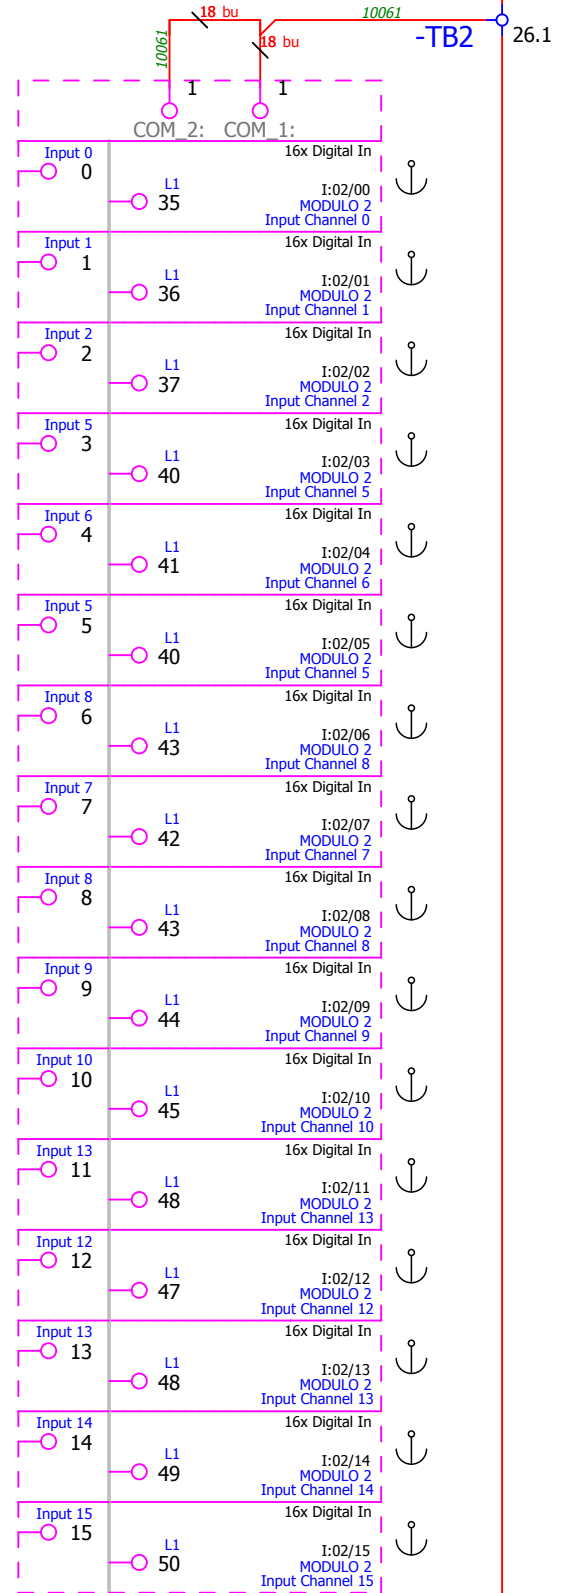 18 bu
10061
10061
18 bu
-TB2
26.1
1
1
COM_2:
COM_1:
Input 0
16x Digital In
0
L1
35
I:02/00
MODULO 2
Input Channel 0
Input 1
16x Digital In
1
L1
36
I:02/01
MODULO 2
Input Channel 1
Input 2
16x Digital In
2
L1
37
I:02/02
MODULO 2
Input Channel 2
Input 5
16x Digital In
3
L1
40
I:02/03
MODULO 2
Input Channel 5
Input 6
16x Digital In
4
L1
41
I:02/04
MODULO 2
Input Channel 6
Input 5
16x Digital In
5
L1
40
I:02/05
MODULO 2
Input Channel 5
Input 8
16x Digital In
6
L1
43
I:02/06
MODULO 2
Input Channel 8
Input 7
16x Digital In
7
L1
42
I:02/07
MODULO 2
Input Channel 7
Input 8
16x Digital In
8
L1
43
I:02/08
MODULO 2
Input Channel 8
Input 9
16x Digital In
9
L1
44
I:02/09
MODULO 2
Input Channel 9
Input 10
16x Digital In
10
L1
45
I:02/10
MODULO 2
Input Channel 10
Input 13
16x Digital In
11
L1
48
I:02/11
MODULO 2
Input Channel 13
Input 12
16x Digital In
12
L1
47
I:02/12
MODULO 2
Input Channel 12
Input 13
16x Digital In
13
L1
48
I:02/13
MODULO 2
Input Channel 13
Input 14
16x Digital In
14
L1
49
I:02/14
MODULO 2
Input Channel 14
Input 15
16x Digital In
15
L1
50
I:02/15
MODULO 2
Input Channel 15